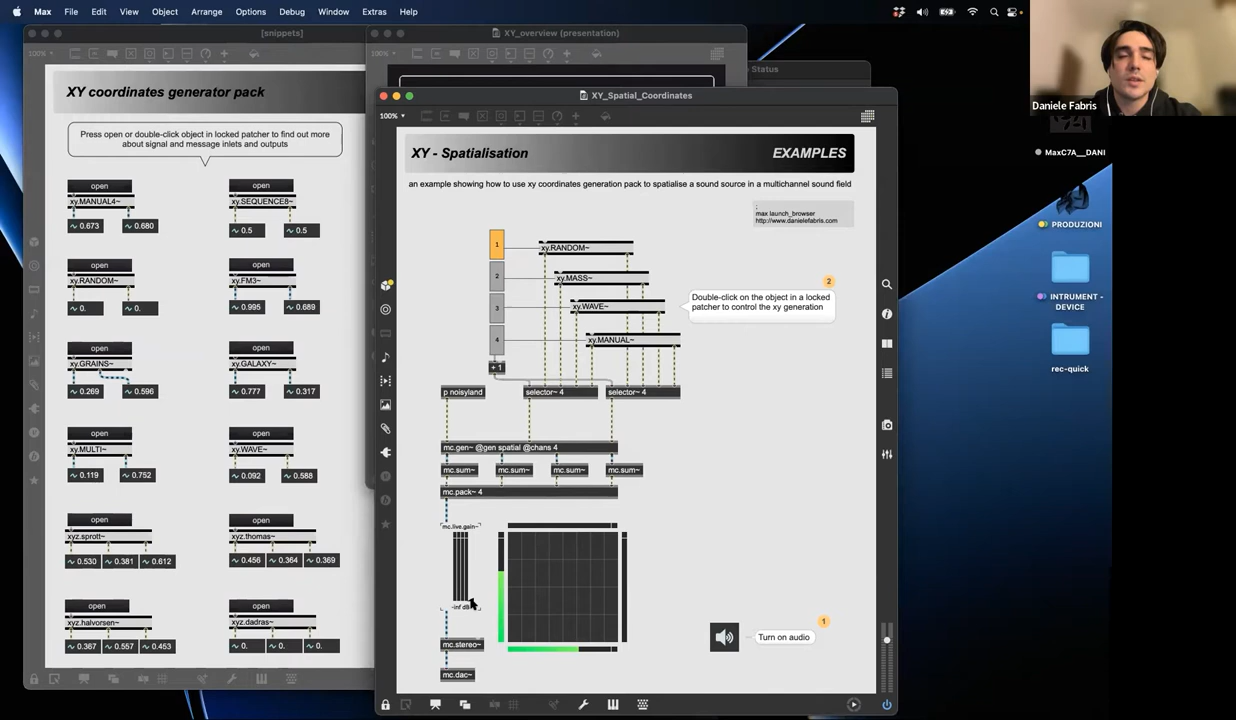 Max File Edit View Object Arrange Options Debug Window Extras Help
[snippets]
100%
XY coordinates generator pack
Press open or double-click object in locked patcher to find out more
about signal and message inlets and outputs
open
xy.MANUAL4~
0.673 0.680
open
xy.SEQUENCE8~
0.5 0.5
open
xy.RANDOM~
0. 0.
open
xy.FM3~
0.995 0.689
open
xy.GRAINS~
0.269 0.596
open
xy.GALAXY~
0.777 0.317
open
xy.MULTI~
0.119 0.752
open
xy.WAVE~
0.092 0.588
open
xyz.sprott~
0.530 0.381 0.612
open
xyz.thomas~
0.456 0.364 0.369
open
xyz.halvorsen~
0.367 0.557 0.453
open
xyz.dadras~
0. 0. 0.
XY_overview (presentation)
100%
Status
XY_Spatial_Coordinates
100%
XY - Spatialisation
EXAMPLES
an example showing how to use xy coordinates generation pack to spatialise a sound source in a multichannel sound field
;
max launch_browser
http://www.danielefabris.com
1
2
3
4
xy.RANDOM~
xy.MASS~
xy.WAVE~
xy.MANUAL~
2
Double-click on the object in a locked
patcher to control the xy generation
+ 1
p noisyland
selector~ 4
selector~ 4
mc.gen~ @gen spatial @chans 4
mc.sum~ mc.sum~ mc.sum~ mc.sum~
mc.pack~ 4
mc.live.gain~
-inf dB
mc.stereo~
mc.dac~
1
Turn on audio
Daniele Fabris
MaxC7A__DANI
PRODUZIONI
INTRUMENT -
DEVICE
rec-quick